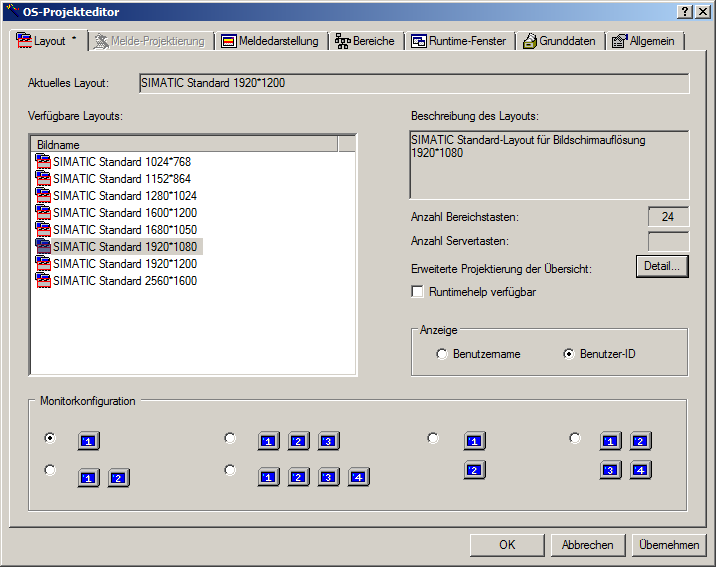 OS-Projekteditor
Layout *
Melde-Projektierung
Meldedarstellung
Bereiche
Runtime-Fenster
Grunddaten
Allgemein
Aktuelles Layout:
SIMATIC Standard 1920*1200
Verfügbare Layouts:
Bildname
SIMATIC Standard 1024*768
SIMATIC Standard 1152*864
SIMATIC Standard 1280*1024
SIMATIC Standard 1600*1200
SIMATIC Standard 1680*1050
SIMATIC Standard 1920*1080
SIMATIC Standard 1920*1200
SIMATIC Standard 2560*1600
Beschreibung des Layouts:
SIMATIC Standard-Layout für Bildschirmauflösung
1920*1080
Anzahl Bereichstasten:
24
Anzahl Servertasten:
Erweiterte Projektierung der Übersicht:
Detail...
Runtimehelp verfügbar
Anzeige
Benutzername
Benutzer-ID
Monitorkonfiguration
1
1 2 3
1
1 2
1 2
1 2 3 4
2
3 4
OK
Abbrechen
Übernehmen